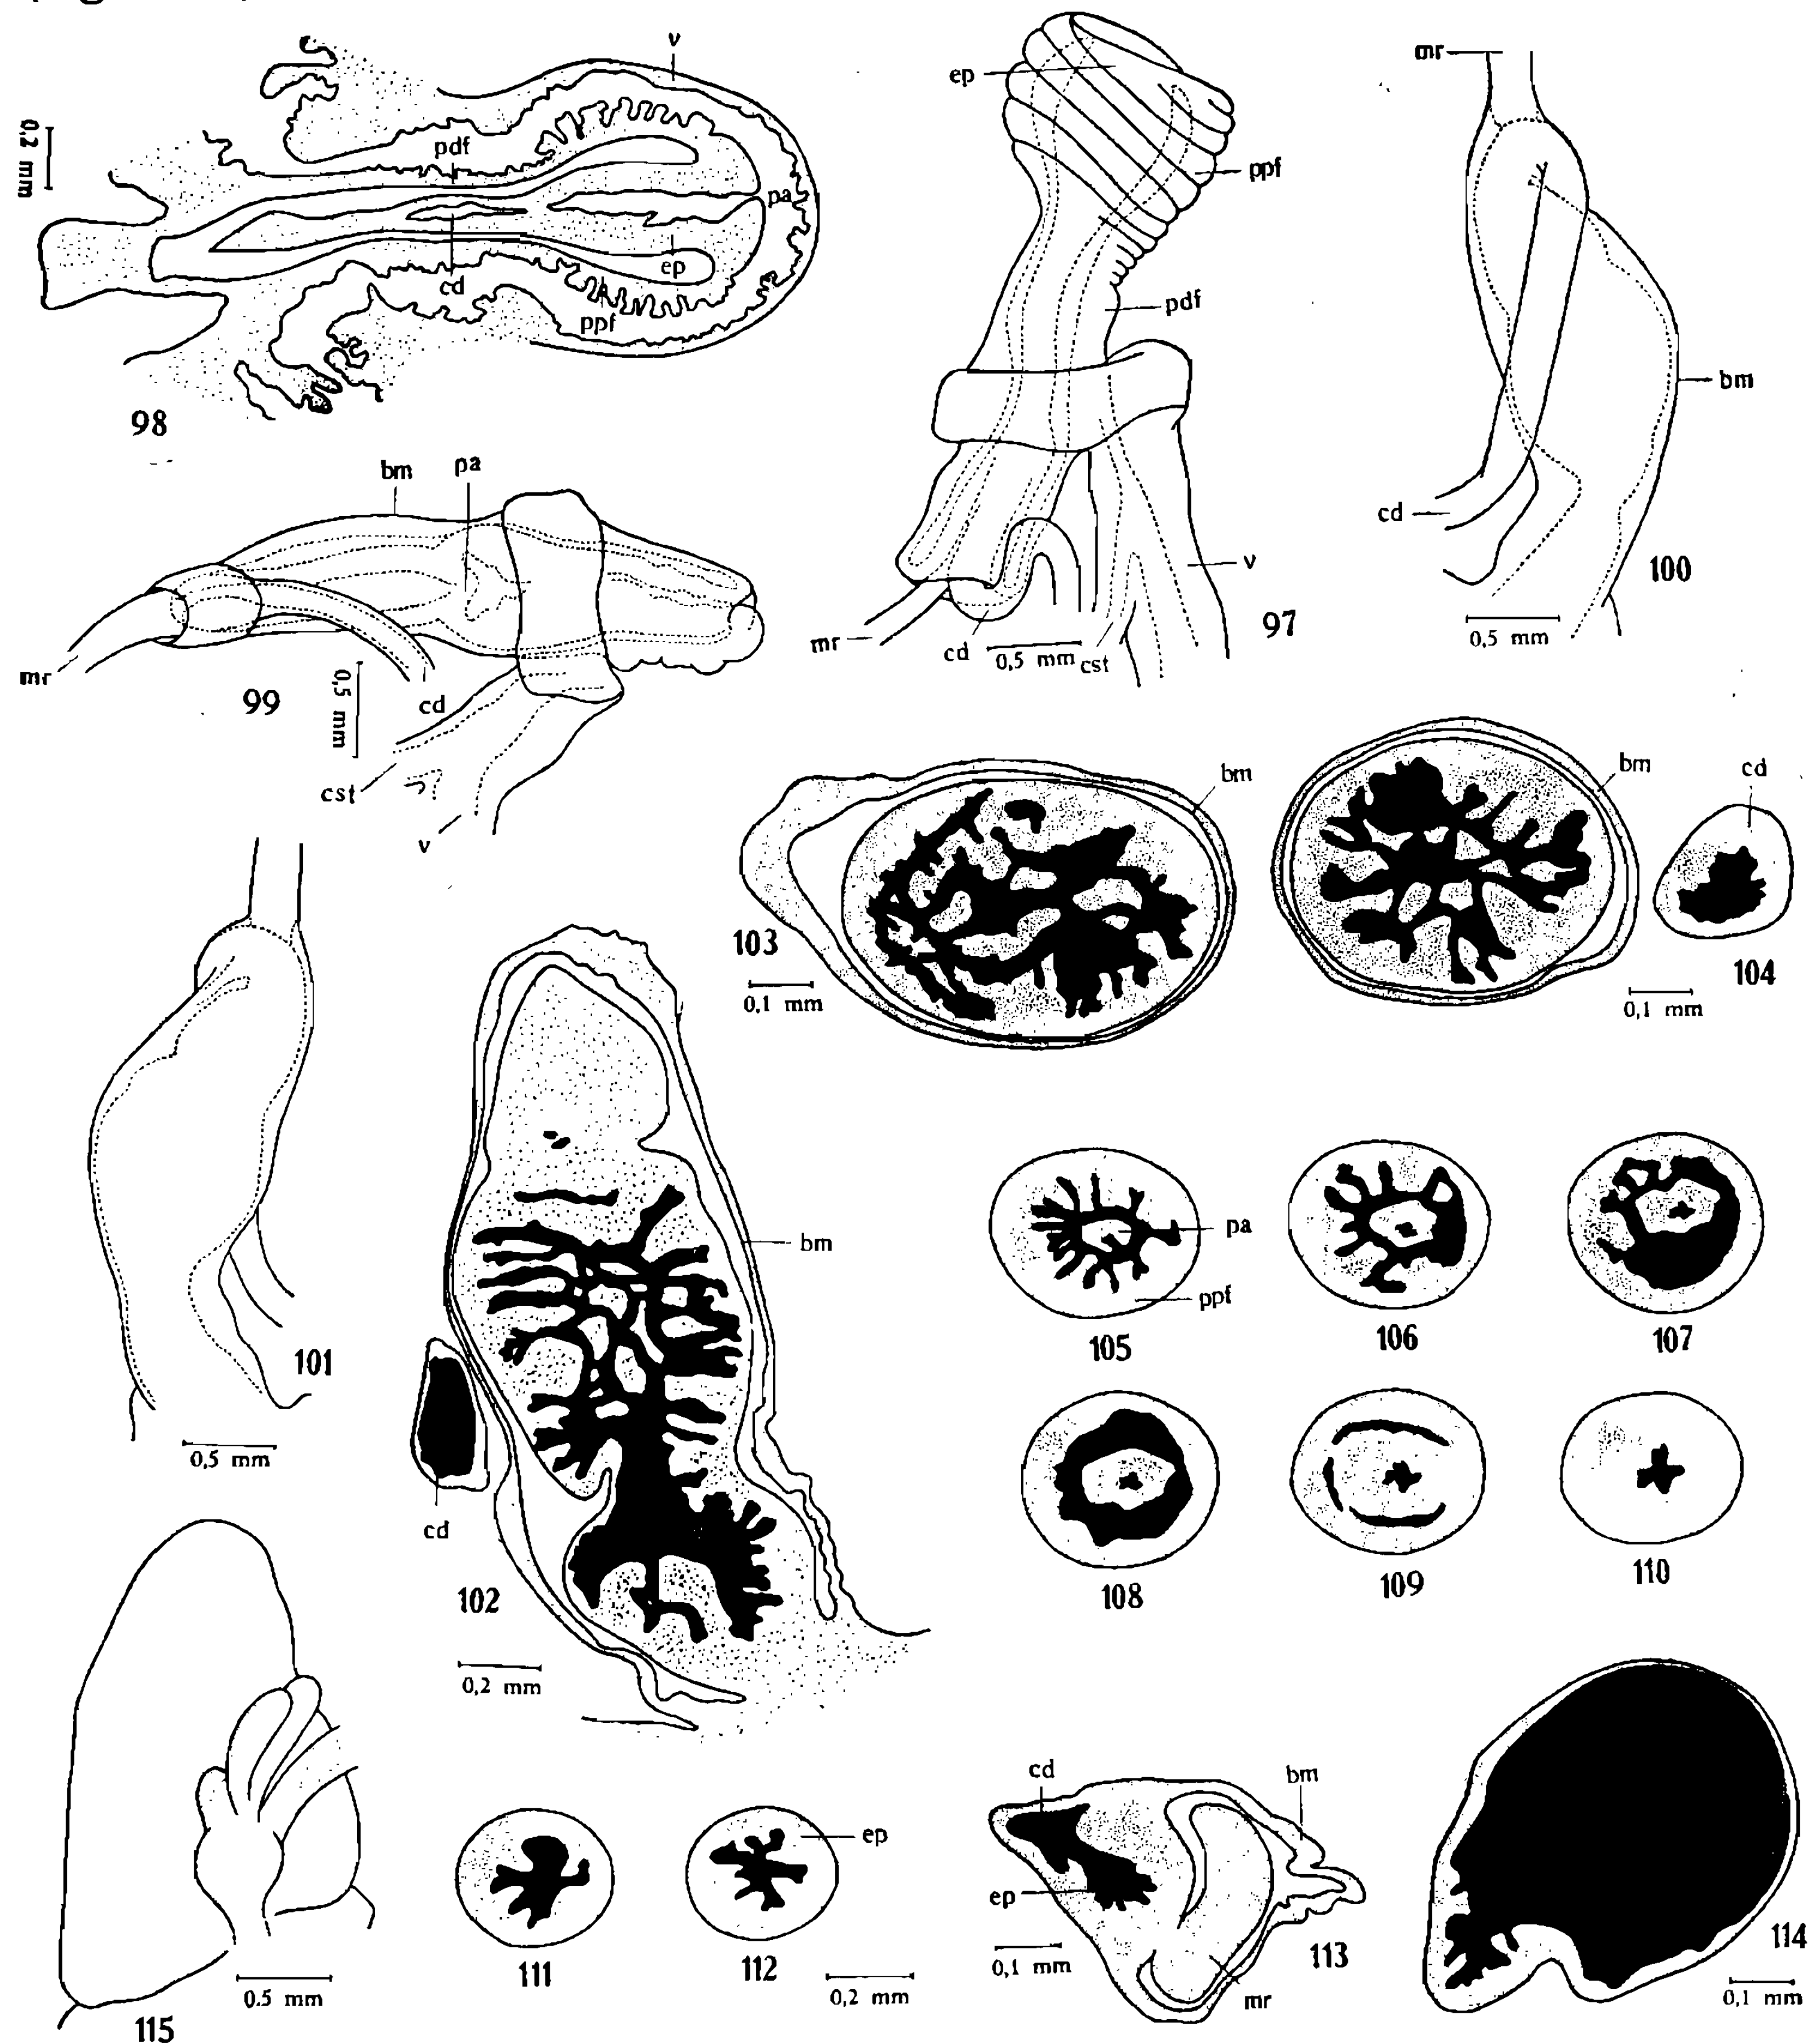 v
0,2 mm
pdf
pa
cd
ep
ppf
98
ep
ppf
pdf
mr
cd
0,5 mm
cst
v
97
mr
bm
cd
100
0,5 mm
bm
pa
mr
99
cd
0,5 mm
cst
v
bm
103
0,1 mm
bm
cd
104
0,1 mm
101
0,5 mm
bm
cd
102
0,2 mm
pa
ppf
105
106
107
108
109
110
115
0.5 mm
111
ep
112
0,2 mm
cd
bm
ep
0,1 mm
113
mr
114
0,1 mm